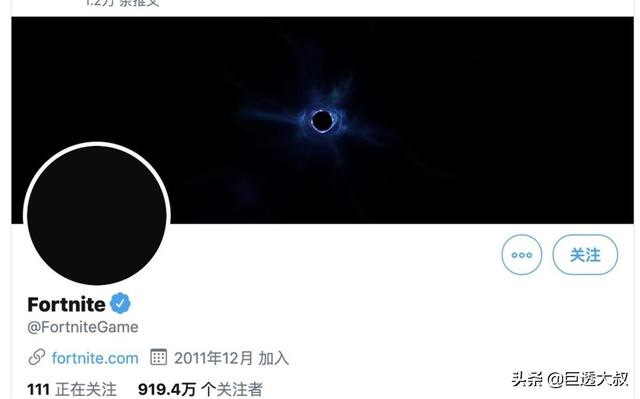 1.2万 条推文
关注
Fortnite
@FortniteGame
fortnite.com 2011年12月 加入
111 正在关注 919.4万 个关注者
头条 @巨透大叔